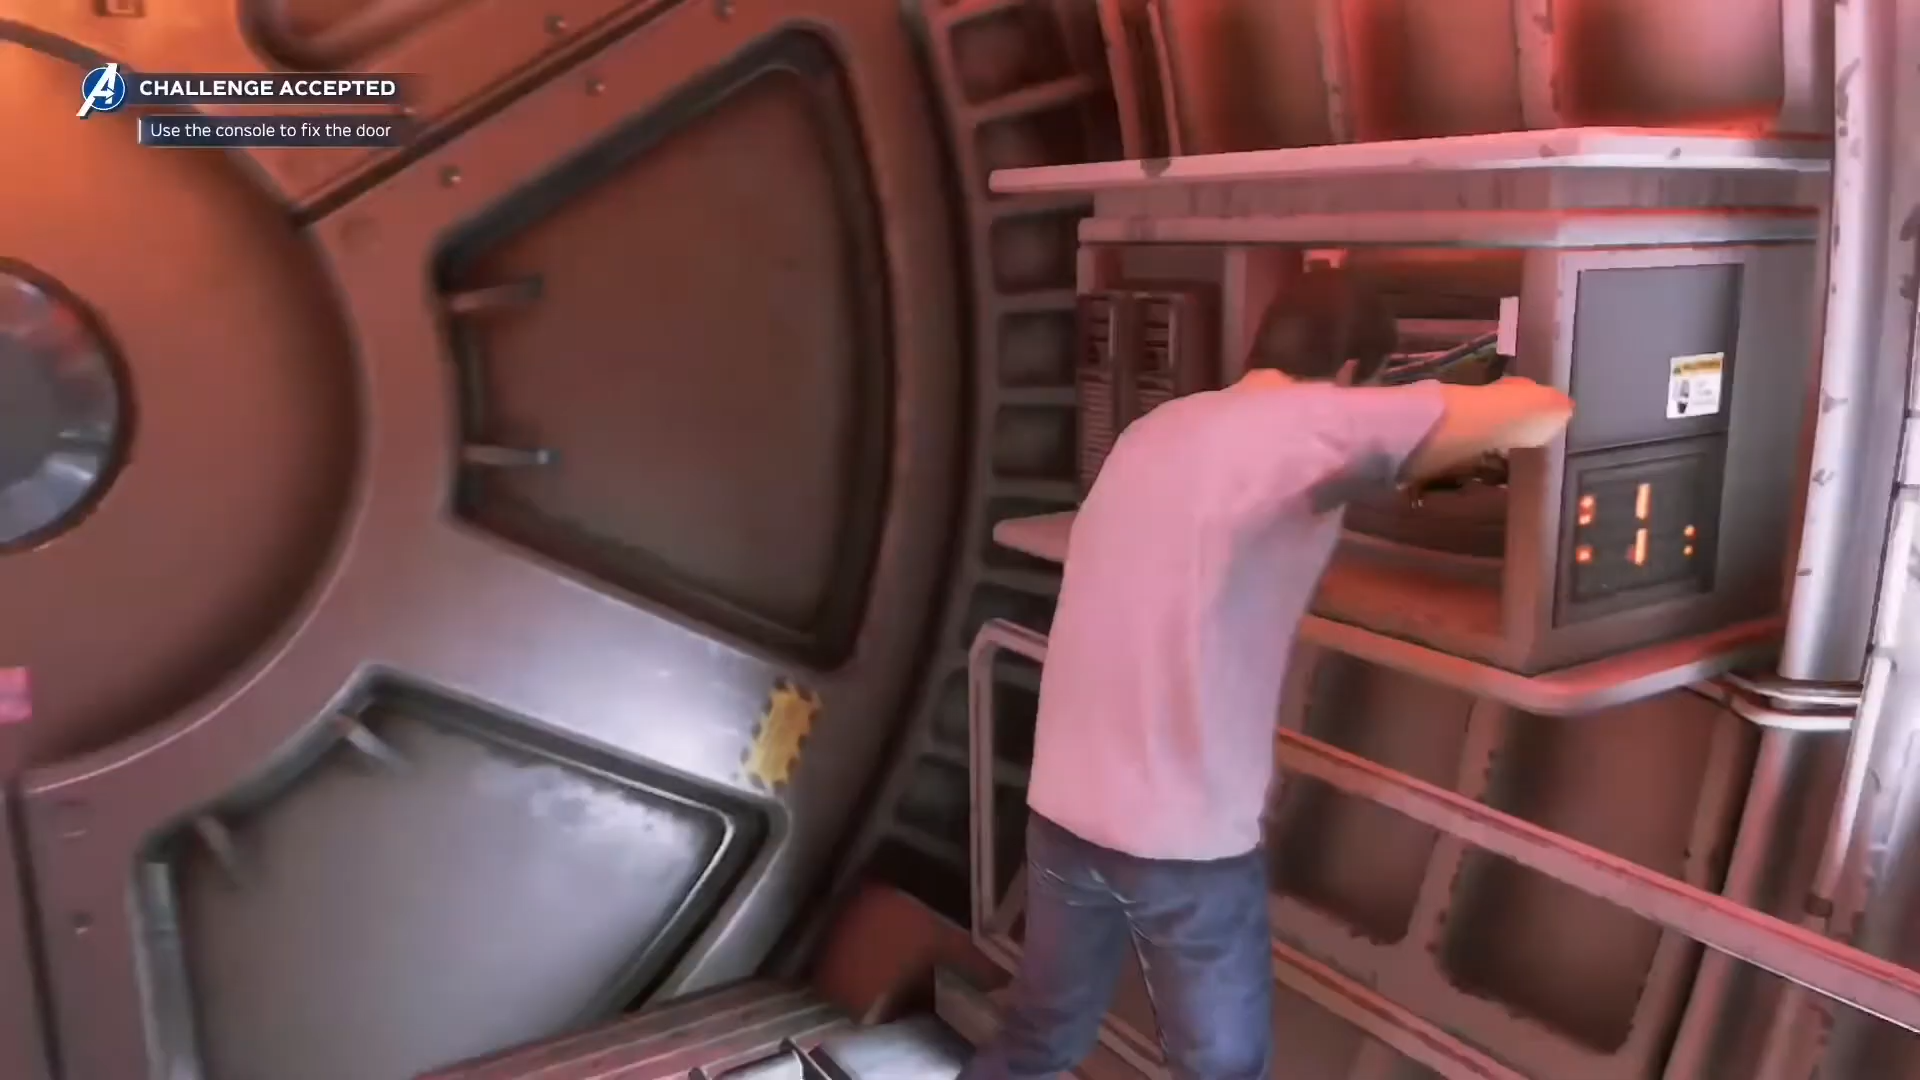 CHALLENGE ACCEPTED
Use the console to fix the door